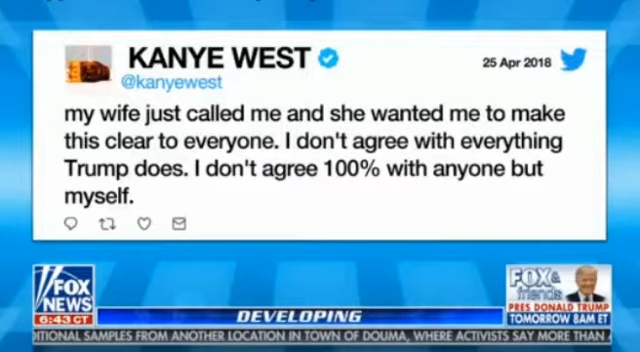 KANYE WEST
25 Apr 2018
@kanyewest
my wife just called me and she wanted me to make
this clear to everyone. I don't agree with everything
Trump does. I don't agree 100% with anyone but
myself.
FOX
NEWS
6:43 CT
DEVELOPING
FOX &
friends
PRES DONALD TRUMP
TOMORROW 8AM ET
ITIONAL SAMPLES FROM ANOTHER LOCATION IN TOWN OF DOUMA, WHERE ACTIVISTS SAY MORE THAN